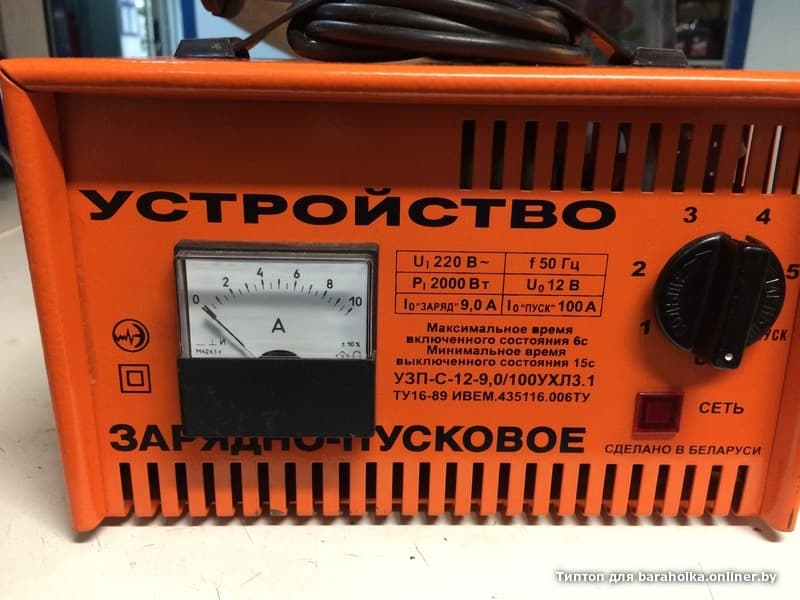 УСТРОЙСТВО
0 2 4 6 8 10
A
И ± 10%
М4263
U₁ 220 В~ f 50 Гц
P₁ 2000 Вт U₀ 12 В
I₀"ЗАРЯД" 9,0 А I₀"ПУСК" 100 А
Максимальное время
включенного состояния 6с
Минимальное время
выключенного состояния 15с
УЗП-С-12-9,0/100УХЛ3.1
ТУ16-89 ИВЕМ.435116.006ТУ
1 2 3 4 5
СЕТЬ
ЗАРЯДНО-ПУСКОВОЕ
СДЕЛАНО В БЕЛАРУСИ
Типтоп для baraholka.onliner.by